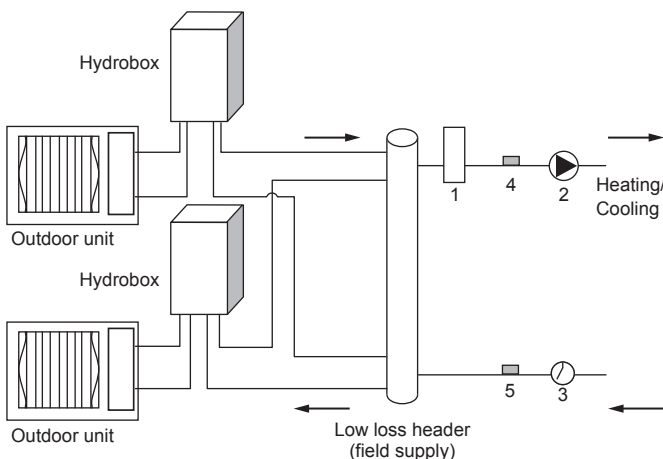 Hydrobox
Outdoor unit
Hydrobox
Outdoor unit
1
4
2
Heating/
Cooling
5
3
Low loss header
(field supply)